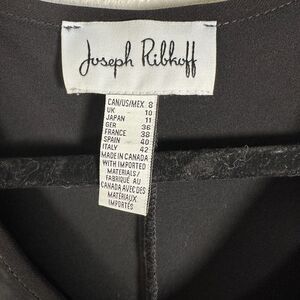 Joseph Ribkoff
CAN/US/MEX. 8
UK 10
JAPAN 11
GER 36
FRANCE 38
SPAIN 40
ITALY 42
MADE IN CANADA
WITH IMPORTED
MATERIALS/
FABRIQUÉ AU
CANADA AVEC DES
MATÉRIAUX
IMPORTÉS